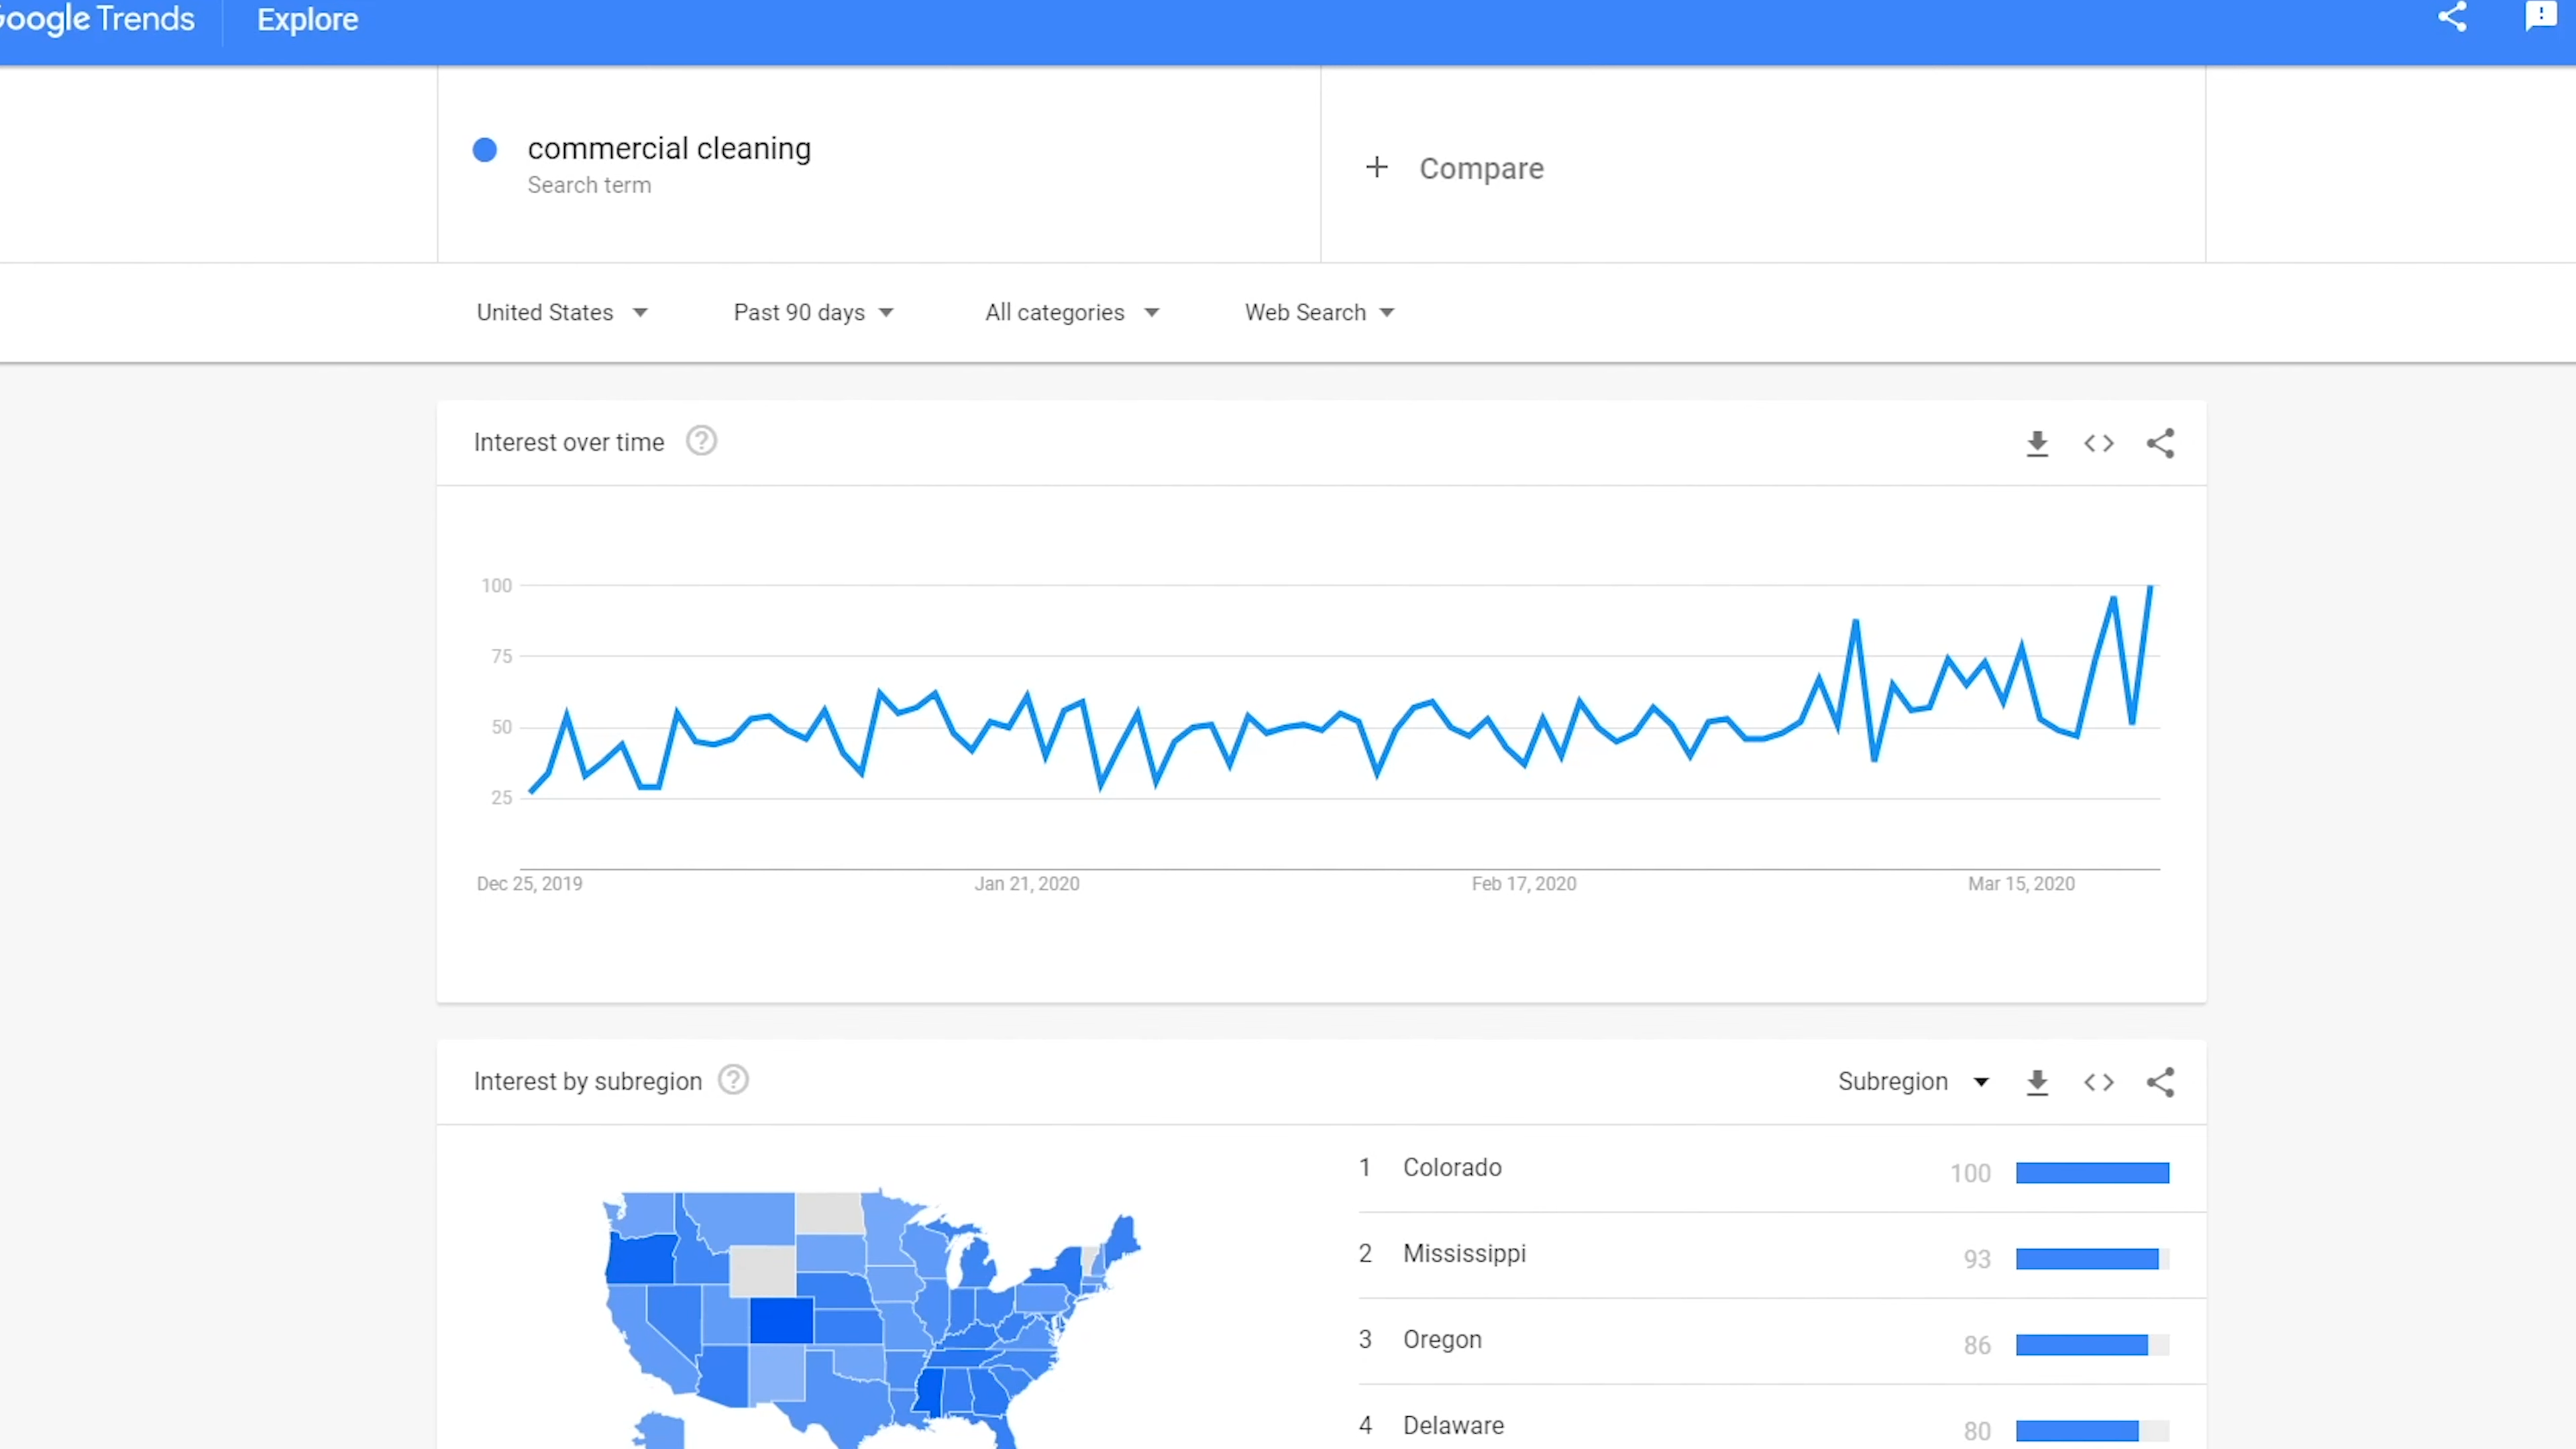 Google Trends Explore
commercial cleaning
Search term
+ Compare
United States Past 90 days All categories Web Search
Interest over time ?
100
75
50
25
Dec 25, 2019 Jan 21, 2020 Feb 17, 2020 Mar 15, 2020
Interest by subregion ? Subregion
1 Colorado 100
2 Mississippi 93
3 Oregon 86
4 Delaware 80